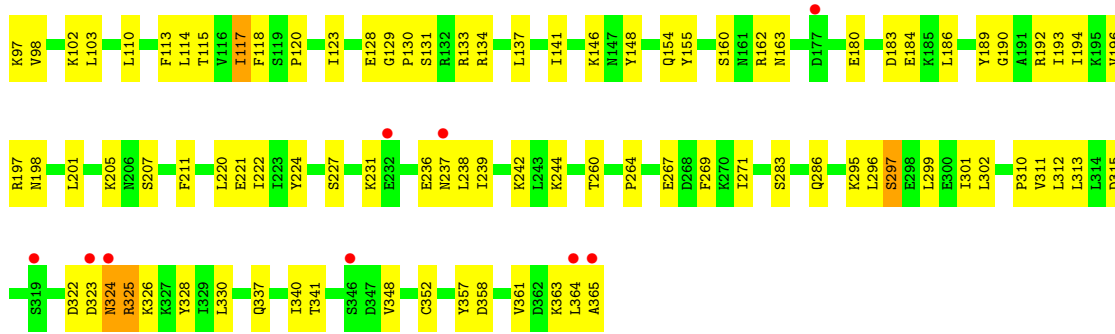 K97 V98 K102 L103 L110 F113 L114 T115 V116 I117 F118 S119 P120 I123 E128 G129 P130 S131 R132 R133 R134 L137 I141 K146 N147 Y148 Q154 Y155 S160 N161 R162 N163 D177 E180 D183 E184 K185 L186 Y189 G190 A191 R192 I193 I194 K195
R197 N198 L201 K205 N206 S207 F211 L220 E221 I222 I223 Y224 S227 K231 E232 E236 N237 L238 I239 K242 L243 K244 T260 P264 E267 D268 F269 K270 I271 S283 Q286 K295 L296 S297 E298 L299 E300 I301 L302 P310 V311 L312 L313 L314 D315
S319 D322 D323 N324 R325 K326 K327 Y328 I329 L330 Q337 I340 T341 S346 D347 V348 C352 Y357 D358 V361 D362 K363 L364 A365